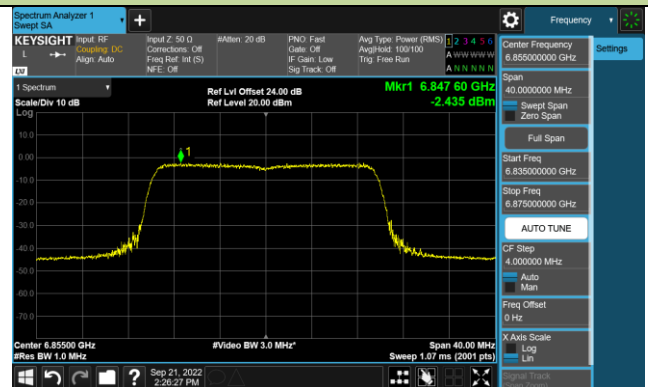 Spectrum Analyzer 1
Swept SA
Frequency
KEYSIGHT
L
LXI
Input: RF
Coupling: DC
Align: Auto
Input Z: 50 Ω
Corrections: Off
Freq Ref: Int (S)
NFE: Off
#Atten: 20 dB
PNO: Fast
Gate: Off
IF Gain: Low
Sig Track: Off
Avg Type: Power (RMS)
Avg|Hold: 100/100
Trig: Free Run
1 2 3 4 5 6
A W W W W W
A N N N N N
1 Spectrum
Scale/Div 10 dB
Log
Ref Lvl Offset 24.00 dB
Ref Level 20.00 dBm
Mkr1 6.847 60 GHz
-2.435 dBm
1
10.0
0.00
-10.0
-20.0
-30.0
-40.0
-50.0
-60.0
-70.0
Center 6.85500 GHz
#Res BW 1.0 MHz
#Video BW 3.0 MHz*
Span 40.00 MHz
Sweep 1.07 ms (2001 pts)
?
Sep 21, 2022
2:26:27 PM
Settings
Center Frequency
6.855000000 GHz
Span
40.0000000 MHz
Swept Span
Zero Span
Full Span
Start Freq
6.835000000 GHz
Stop Freq
6.875000000 GHz
AUTO TUNE
CF Step
4.000000 MHz
Auto
Man
Freq Offset
0 Hz
X Axis Scale
Log
Lin
Signal Track
(Span Zoom)